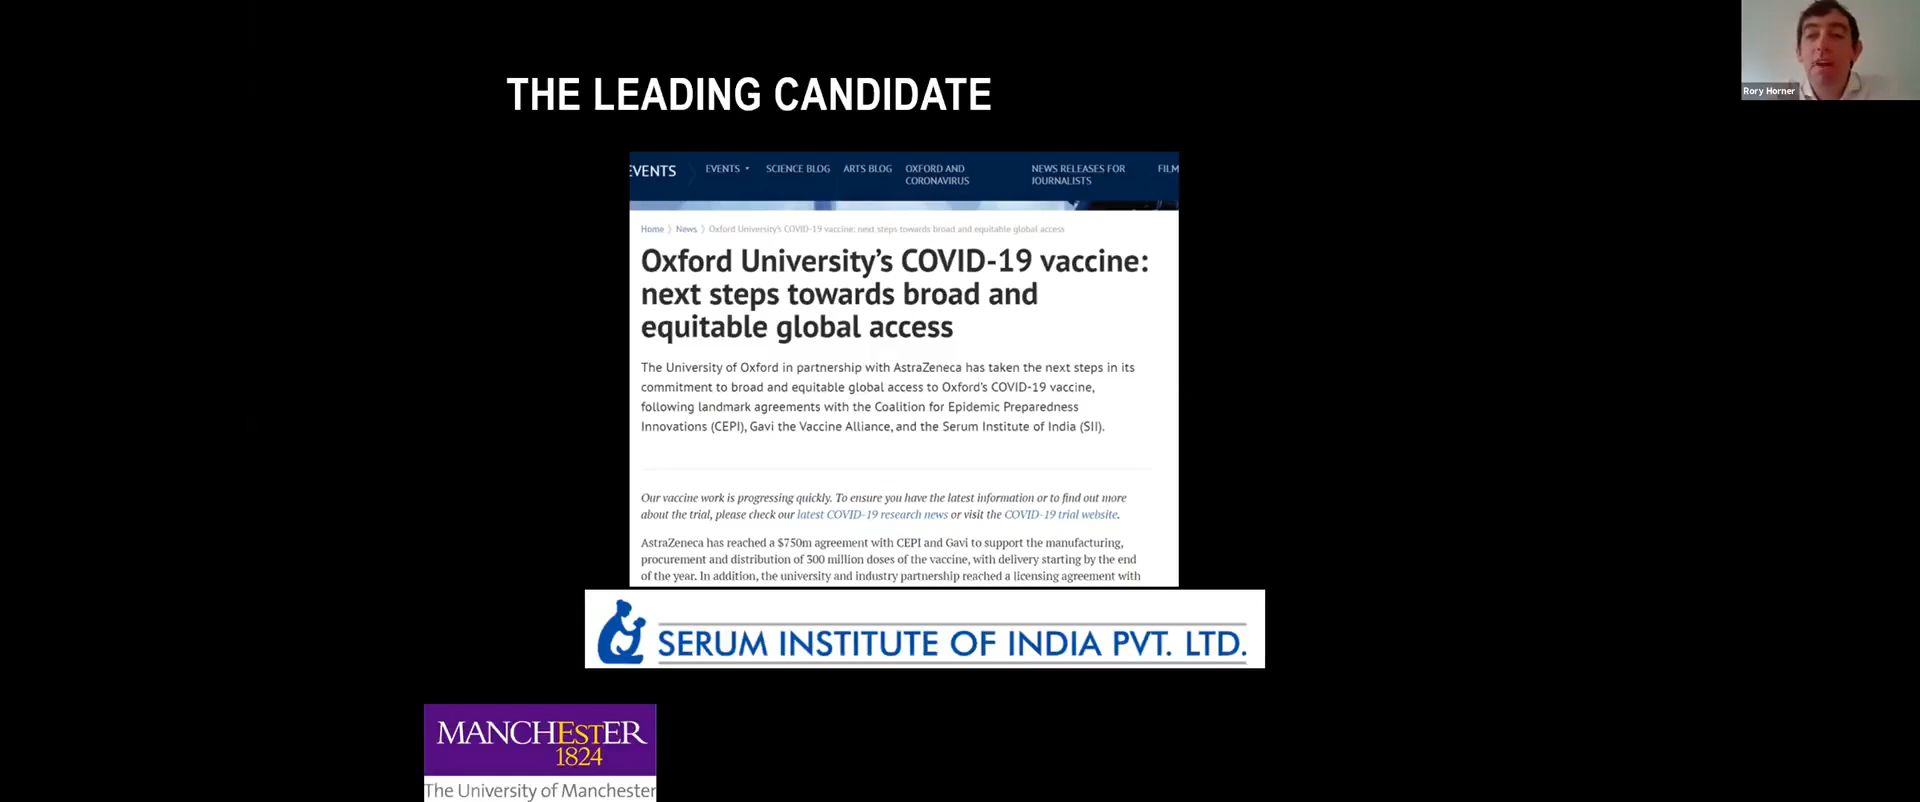 THE LEADING CANDIDATE
Rory Horner
EVENTS
EVENTS
SCIENCE BLOG
ARTS BLOG
OXFORD AND
CORONAVIRUS
NEWS RELEASES FOR
JOURNALISTS
FILM
Home › News › Oxford University's COVID-19 vaccine: next steps towards broad and equitable global access
Oxford University's COVID-19 vaccine:
next steps towards broad and
equitable global access
The University of Oxford in partnership with AstraZeneca has taken the next steps in its
commitment to broad and equitable global access to Oxford's COVID-19 vaccine,
following landmark agreements with the Coalition for Epidemic Preparedness
Innovations (CEPI), Gavi the Vaccine Alliance, and the Serum Institute of India (SII).
Our vaccine work is progressing quickly. To ensure you have the latest information or to find out more
about the trial, please check our latest COVID-19 research news or visit the COVID-19 trial website.
AstraZeneca has reached a $750m agreement with CEPI and Gavi to support the manufacturing,
procurement and distribution of 300 million doses of the vaccine, with delivery starting by the end
of the year. In addition, the university and industry partnership reached a licensing agreement with
SERUM INSTITUTE OF INDIA PVT. LTD.
MANCHESTER
1824
The University of Manchester